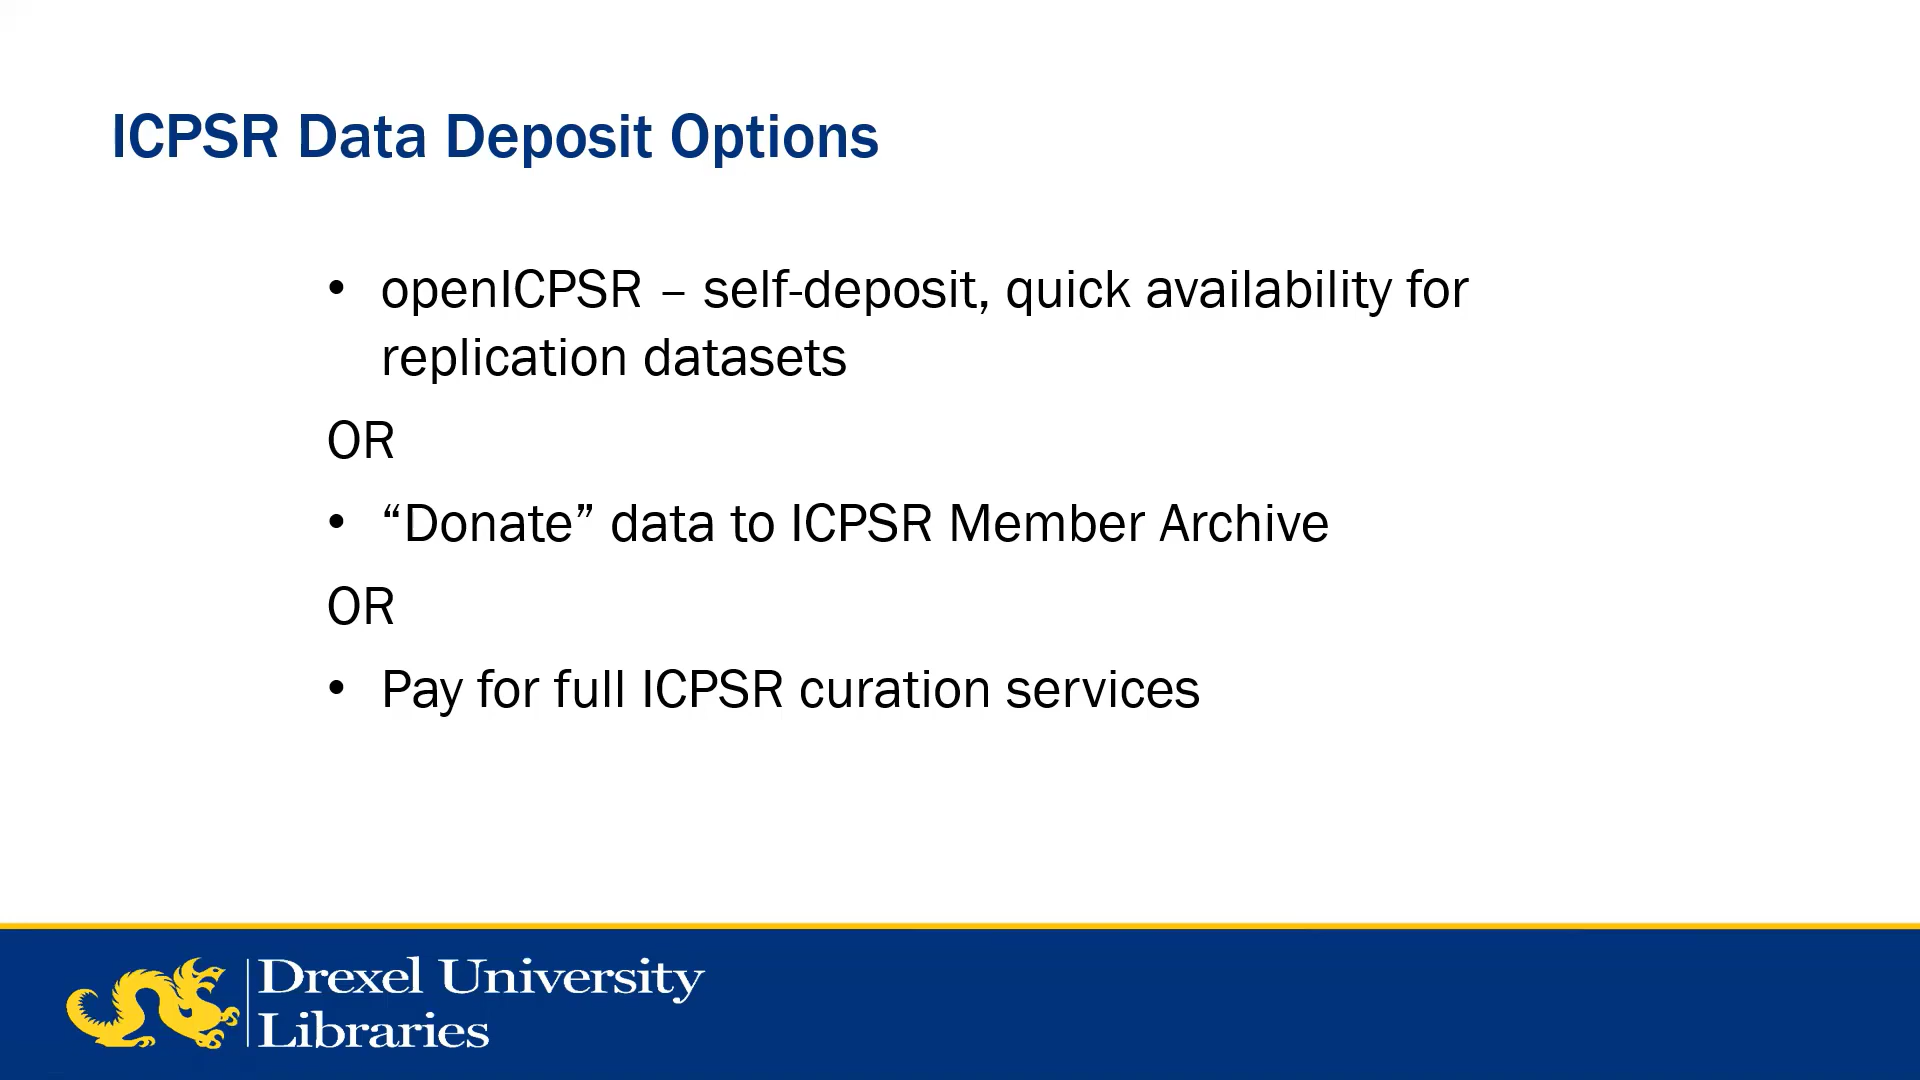 ICPSR Data Deposit Options
• openICPSR – self-deposit, quick availability for
replication datasets
OR
• “Donate” data to ICPSR Member Archive
OR
• Pay for full ICPSR curation services
Drexel University
Libraries